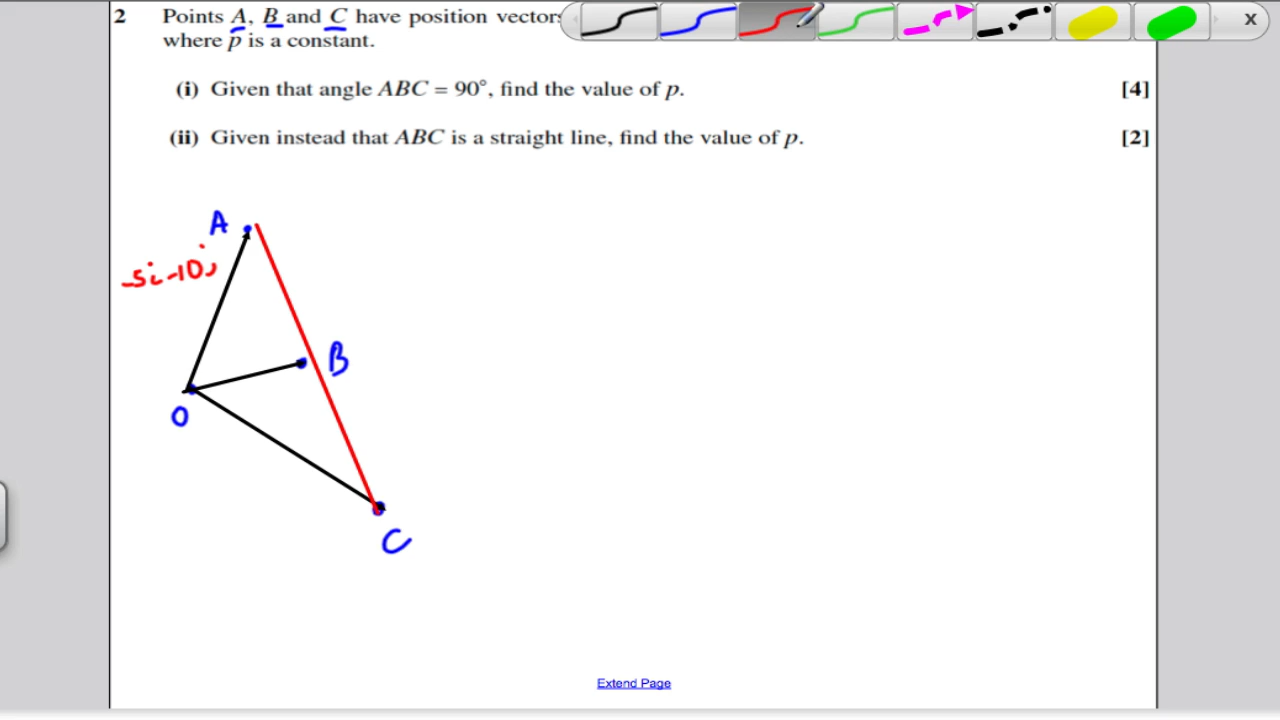 2 Points A, B and C have position vectors
where p is a constant.
(i) Given that angle ABC = 90°, find the value of p. [4]
(ii) Given instead that ABC is a straight line, find the value of p. [2]
A
-5i-10j
B
O
C
Extend Page
X